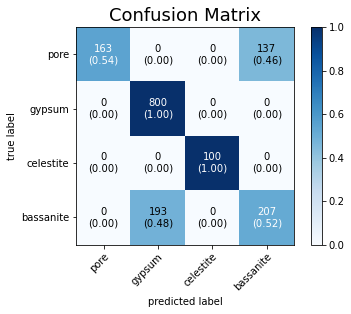 Confusion Matrix
pore 163 0 0 137
(0.54) (0.00) (0.00) (0.46)
gypsum 0 800 0 0
(0.00) (1.00) (0.00) (0.00)
celestite 0 0 100 0
(0.00) (0.00) (1.00) (0.00)
bassanite 0 193 0 207
(0.00) (0.48) (0.00) (0.52)
true label
pore gypsum celestite bassanite
predicted label
1.0
0.8
0.6
0.4
0.2
0.0